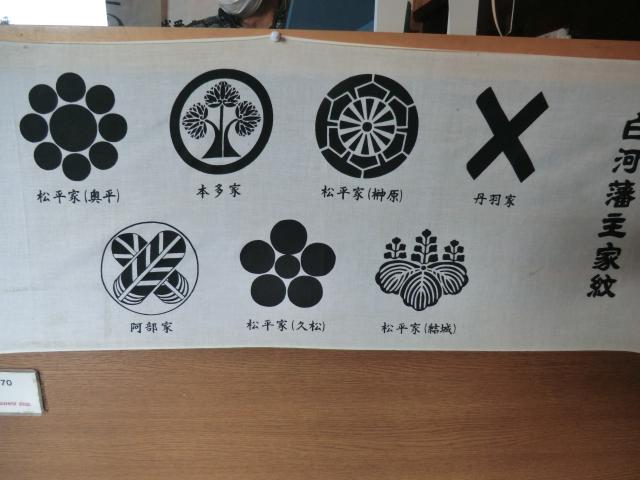 白河藩主家紋
丹羽家
松平家(榊原)
本多家
松平家(奥平)
松平家(結城)
松平家(久松)
阿部家
70